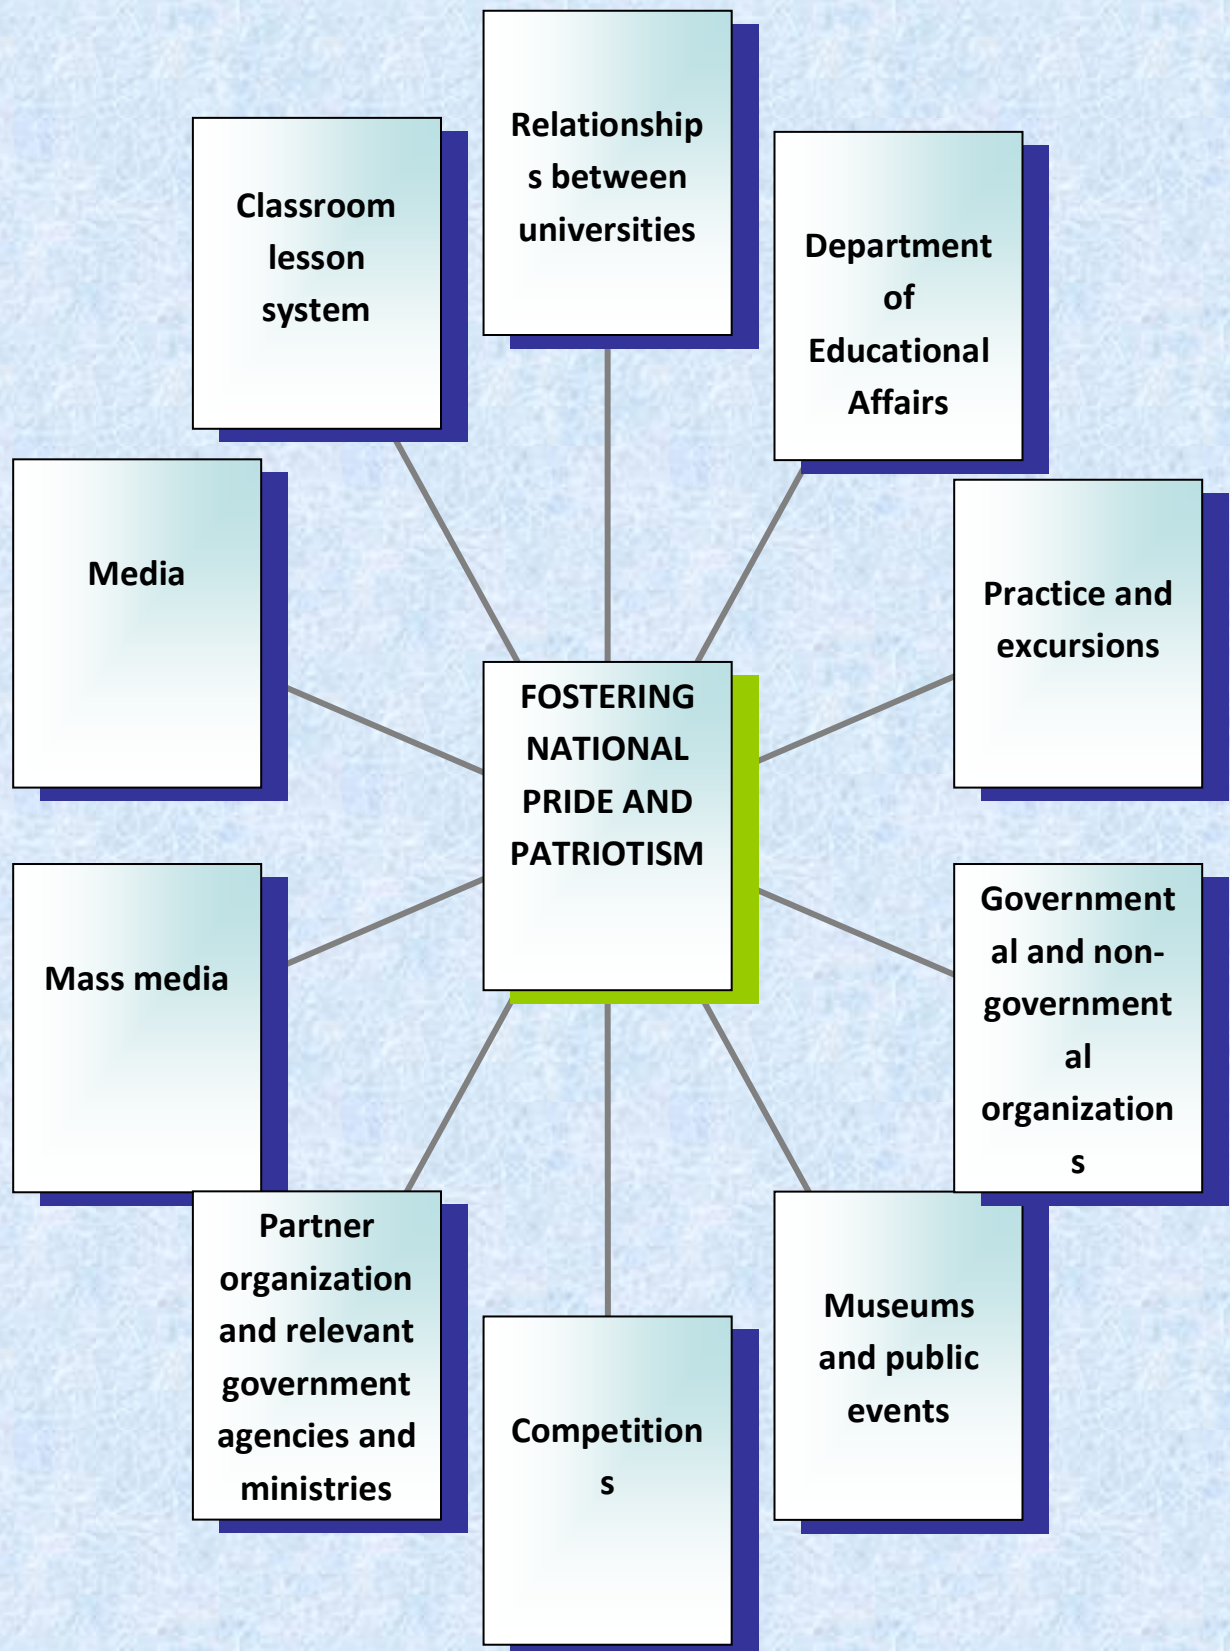 Relationship
s between
universities
Classroom
lesson
system
Department
of
Educational
Affairs
Media
Practice and
excursions
FOSTERING
NATIONAL
PRIDE AND
PATRIOTISM
Mass media
Government
al and non-
government
al
organization
s
Partner
organization
and relevant
government
agencies and
ministries
Museums
and public
events
Competition
s